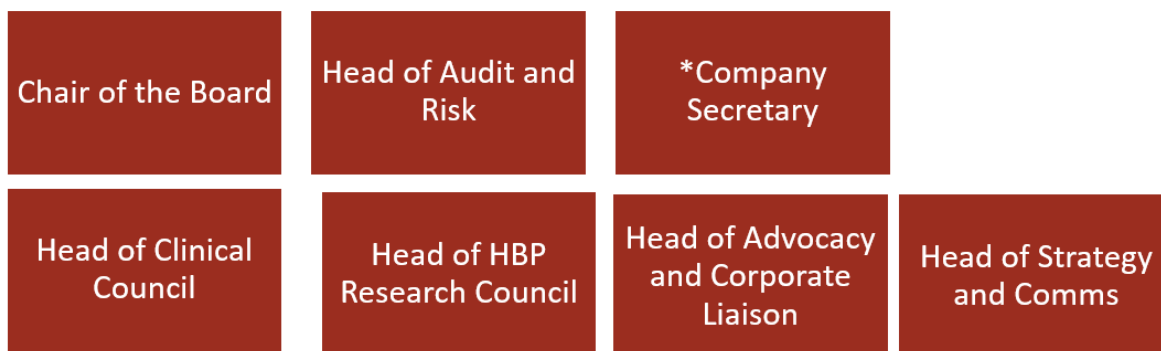 Chair of the Board
Head of Audit and
Risk
*Company
Secretary
Head of Clinical
Council
Head of HBP
Research Council
Head of Advocacy
and Corporate
Liaison
Head of Strategy
and Comms